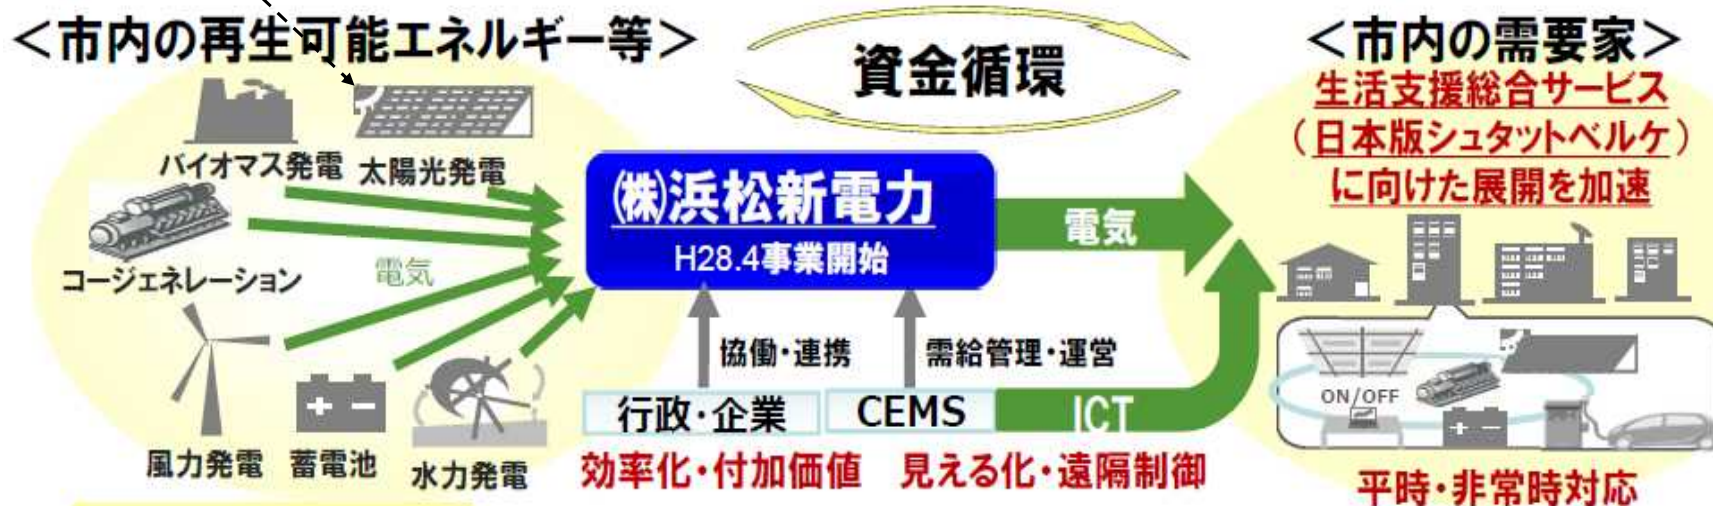 <市内の再生可能エネルギー等>
資金循環
<市内の需要家>
生活支援総合サービス
(日本版シュタットベルケ)
に向けた展開を加速
バイオマス発電
太陽光発電
コージェネレーション
電気
風力発電
蓄電池
水力発電
㈱浜松新電力
H28.4事業開始
電気
協働・連携
需給管理・運営
行政・企業
CEMS
ICT
効率化・付加価値
見える化・遠隔制御
ON/OFF
平時・非常時対応